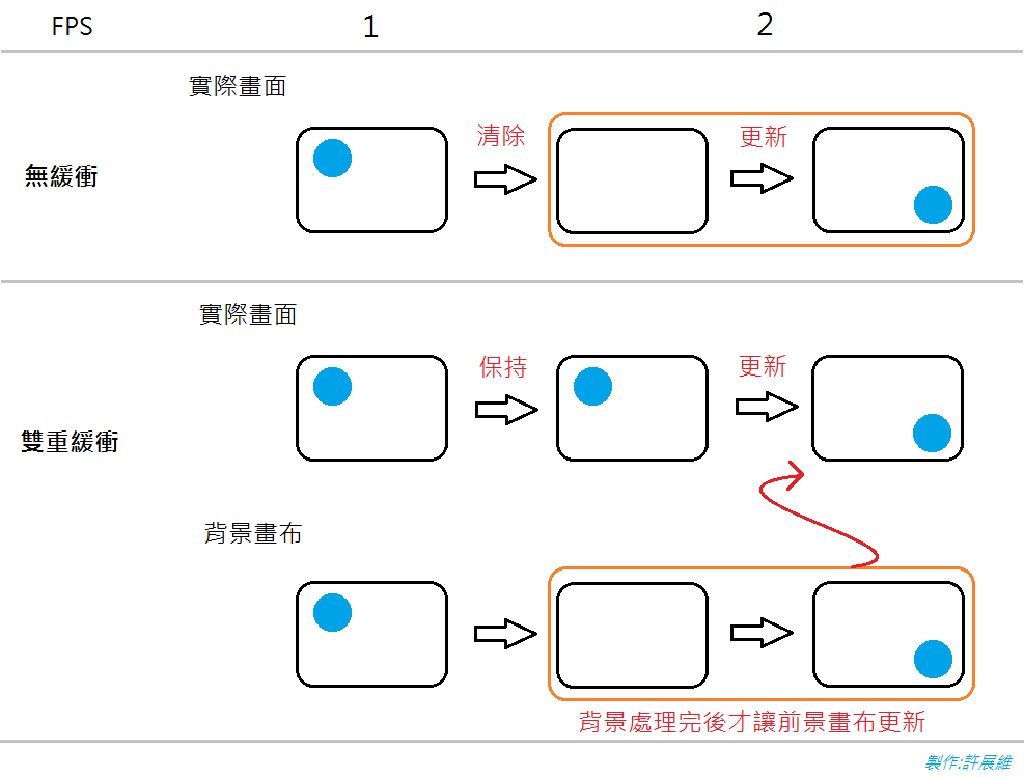 FPS 1 2
實際畫面
清除 更新
無緩衝
實際畫面
保持 更新
雙重緩衝
背景畫布
背景處理完後才讓前景畫布更新
製作:許展維